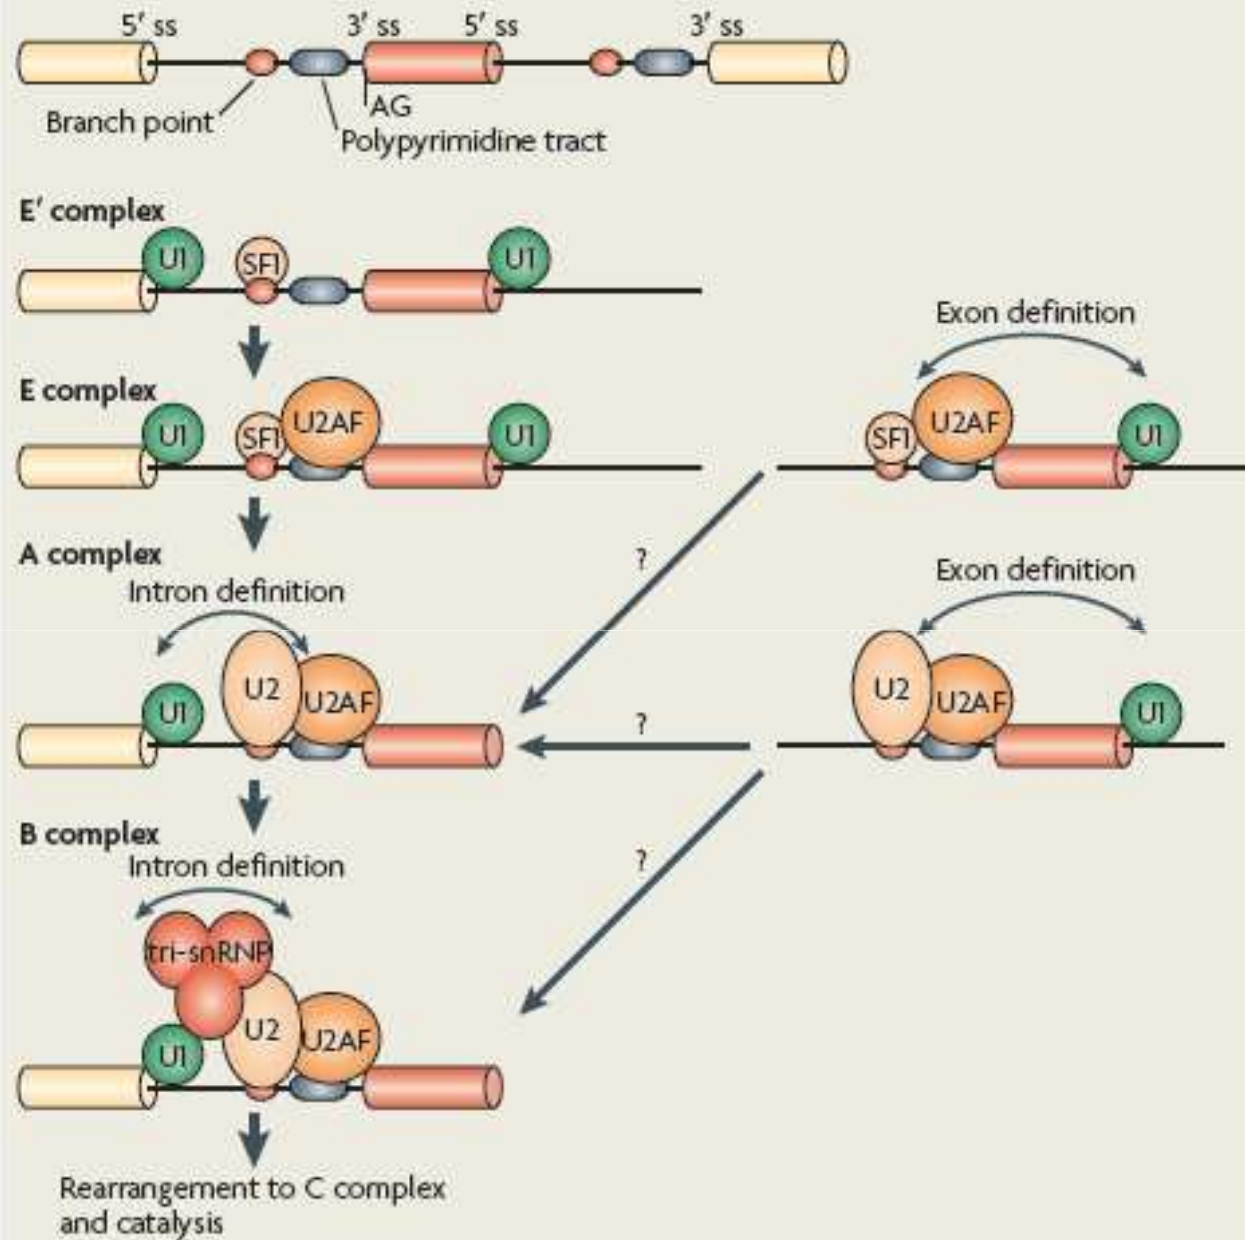 5′ ss 3′ ss 5′ ss 3′ ss
AG
Branch point
Polypyrimidine tract
E′ complex
U1 SF1 U1
Exon definition
E complex
U1 SF1 U2AF U1
SF1 U2AF U1
A complex
?
Intron definition
Exon definition
U1 U2 U2AF
?
U2 U2AF U1
B complex
Intron definition
?
tri-snRNP
U1 U2 U2AF
Rearrangement to C complex
and catalysis